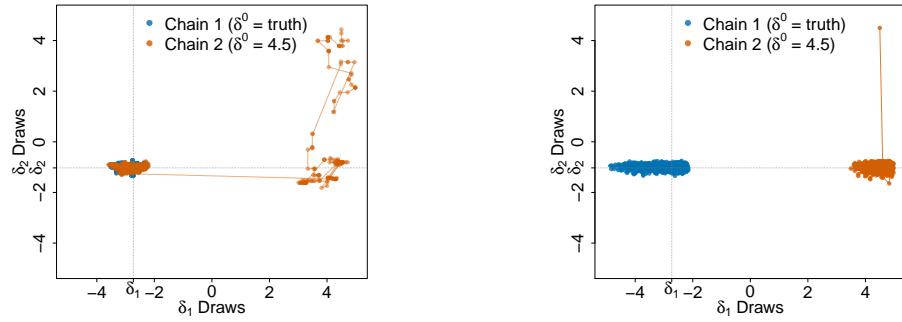 Chain 1 (δ⁰ = truth)
Chain 2 (δ⁰ = 4.5)
4
2
0
−2
−4
δ₂ Draws
δ₂
−4
δ₁
−2
0
2
4
δ₁ Draws
Chain 1 (δ⁰ = truth)
Chain 2 (δ⁰ = 4.5)
4
2
0
−2
−4
δ₂ Draws
δ₂
−4
δ₁
−2
0
2
4
δ₁ Draws